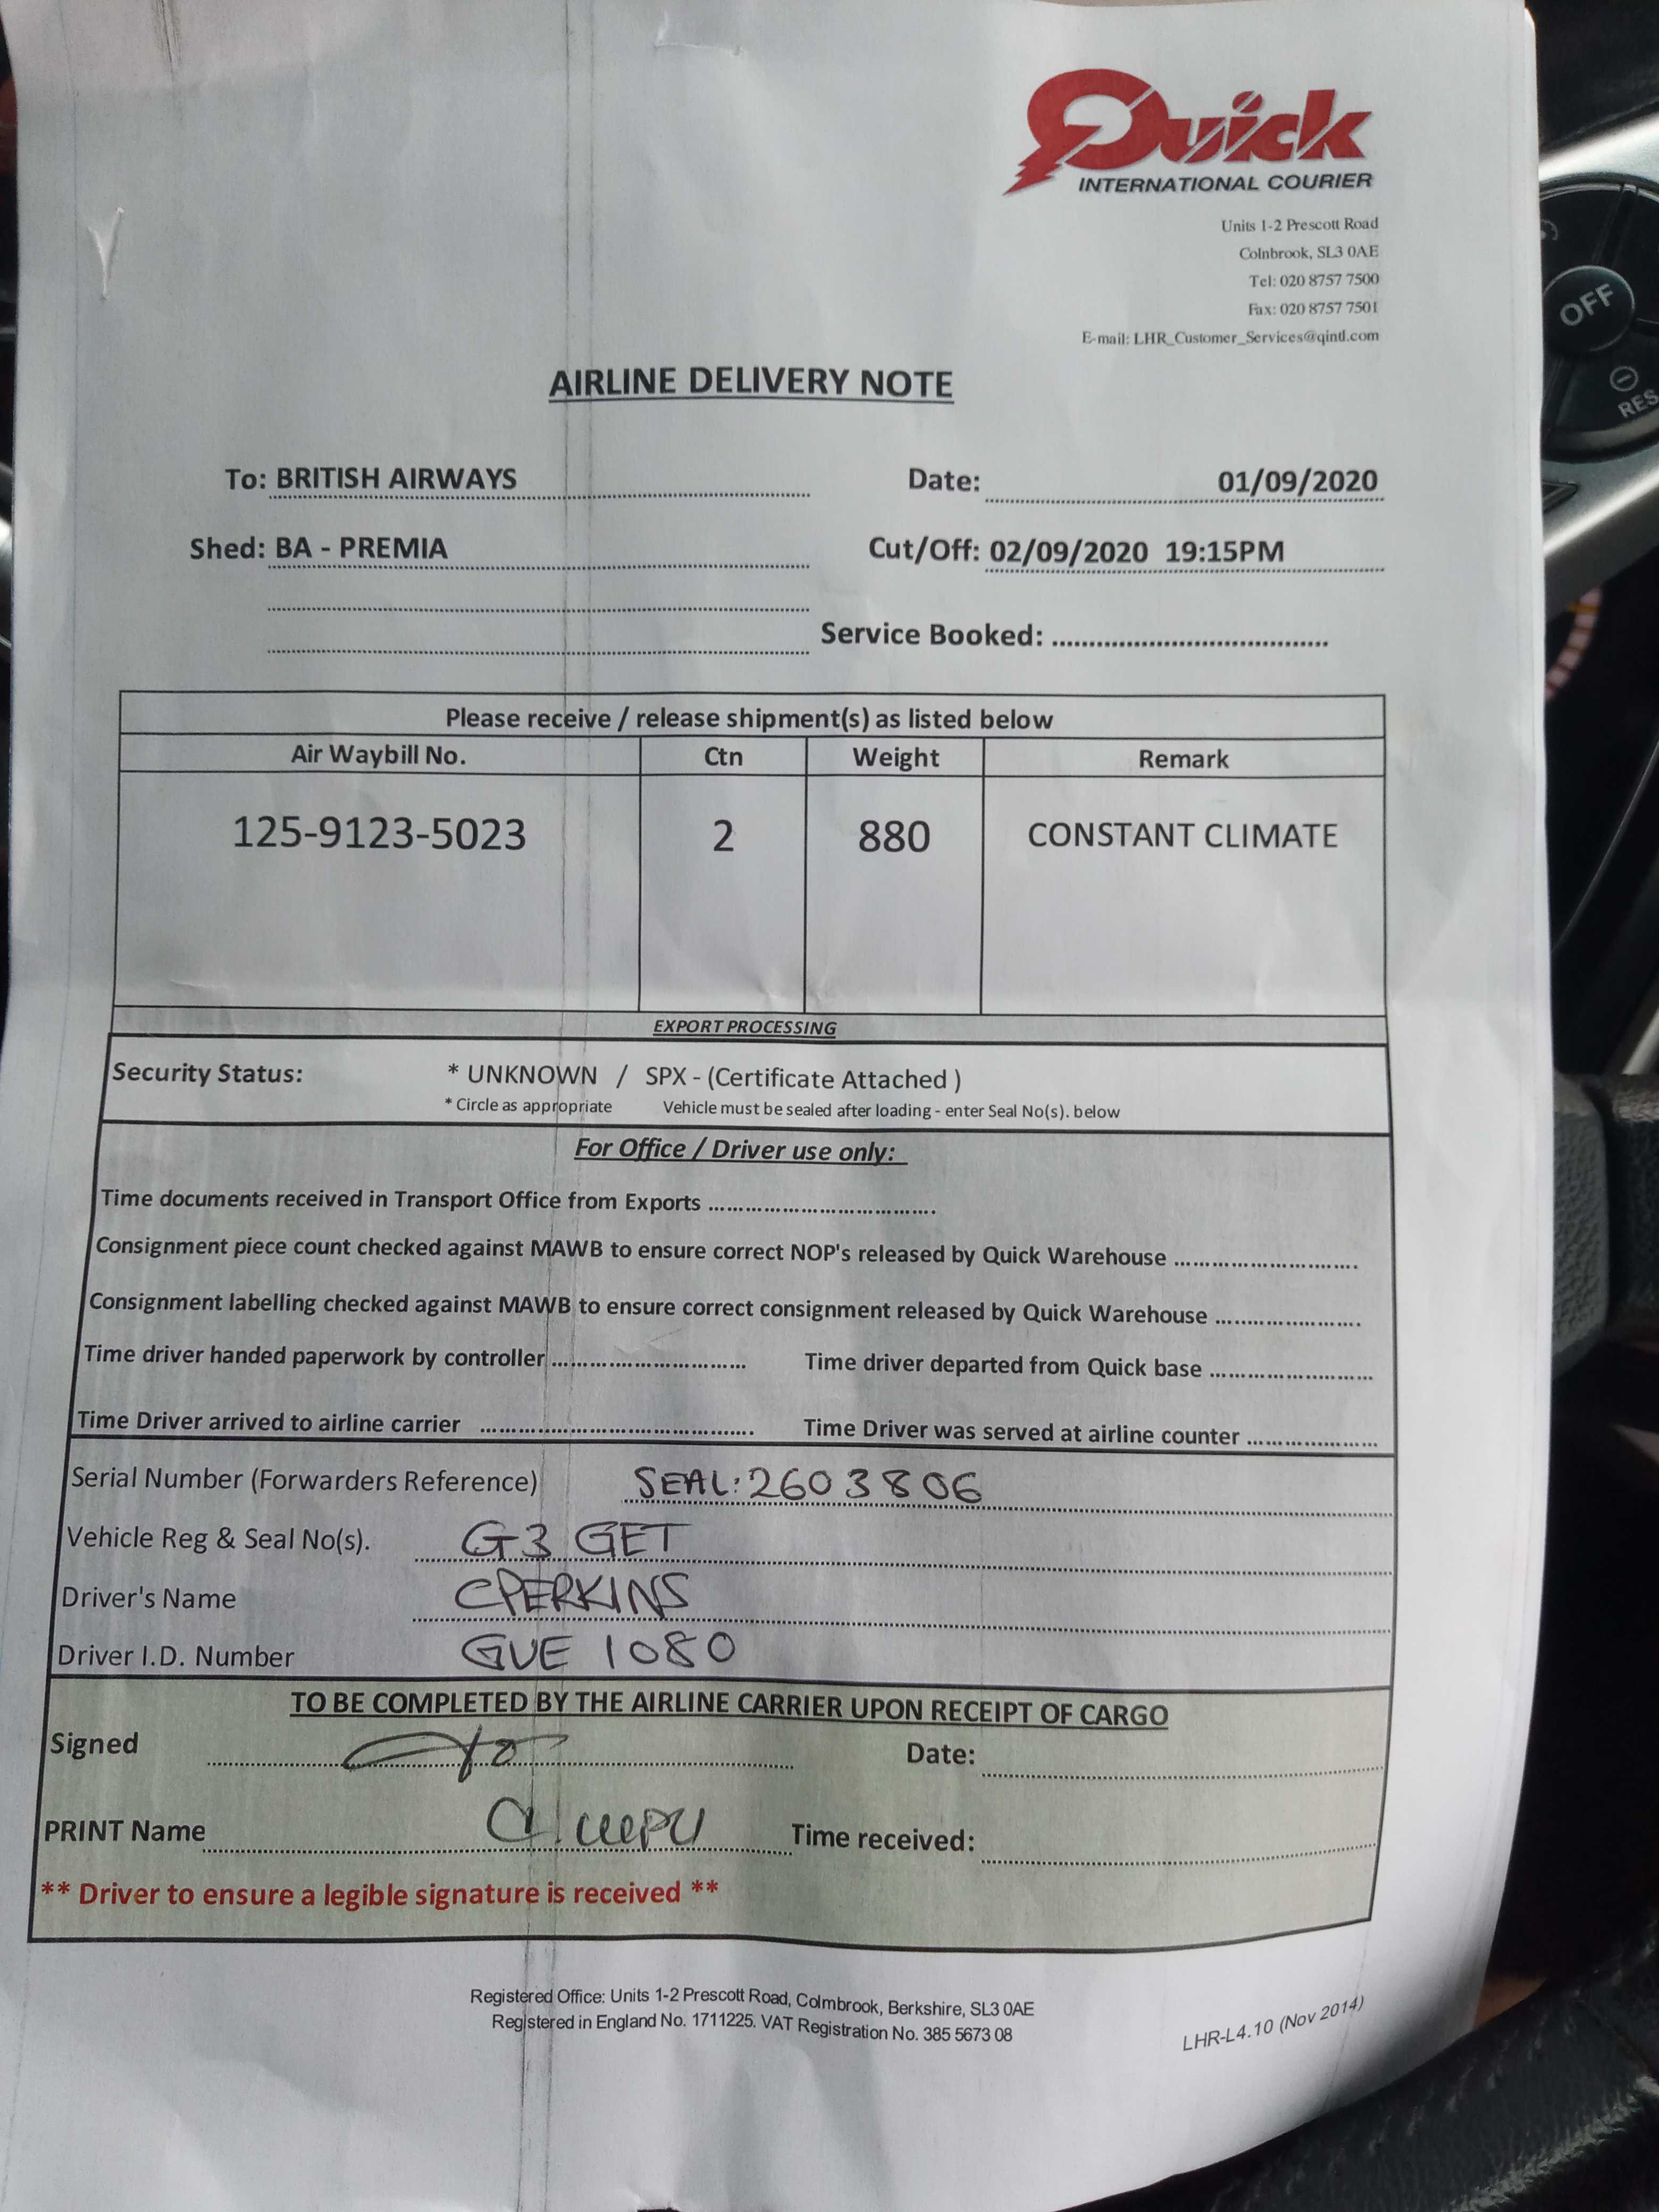 Quick
INTERNATIONAL COURIER
Units 1-2 Prescott Road
Colnbrook, SL3 0AE
Tel: 020 8757 7500
Fax: 020 8757 7501
E-mail: LHR_Customer_Services@qintl.com
AIRLINE DELIVERY NOTE
To: BRITISH AIRWAYS Date: 01/09/2020
Shed: BA - PREMIA Cut/Off: 02/09/2020 19:15PM
Service Booked:
Please receive / release shipment(s) as listed below
Air Waybill No. Ctn Weight Remark
125-9123-5023 2 880 CONSTANT CLIMATE
EXPORT PROCESSING
Security Status: * UNKNOWN / SPX - (Certificate Attached )
* Circle as appropriate Vehicle must be sealed after loading - enter Seal No(s). below
For Office / Driver use only:
Time documents received in Transport Office from Exports
Consignment piece count checked against MAWB to ensure correct NOP's released by Quick Warehouse
Consignment labelling checked against MAWB to ensure correct consignment released by Quick Warehouse
Time driver handed paperwork by controller Time driver departed from Quick base
Time Driver arrived to airline carrier Time Driver was served at airline counter
Serial Number (Forwarders Reference) SEAL: 2603806
Vehicle Reg & Seal No(s). G3 GET
Driver's Name CPERKINS
Driver I.D. Number GUE 1080
TO BE COMPLETED BY THE AIRLINE CARRIER UPON RECEIPT OF CARGO
Signed Date:
PRINT Name Time received:
** Driver to ensure a legible signature is received **
Registered Office: Units 1-2 Prescott Road, Colmbrook, Berkshire, SL3 0AE
Registered in England No. 1711225. VAT Registration No. 385 5673 08
LHR-L4.10 (Nov 2014)
OFF
RES